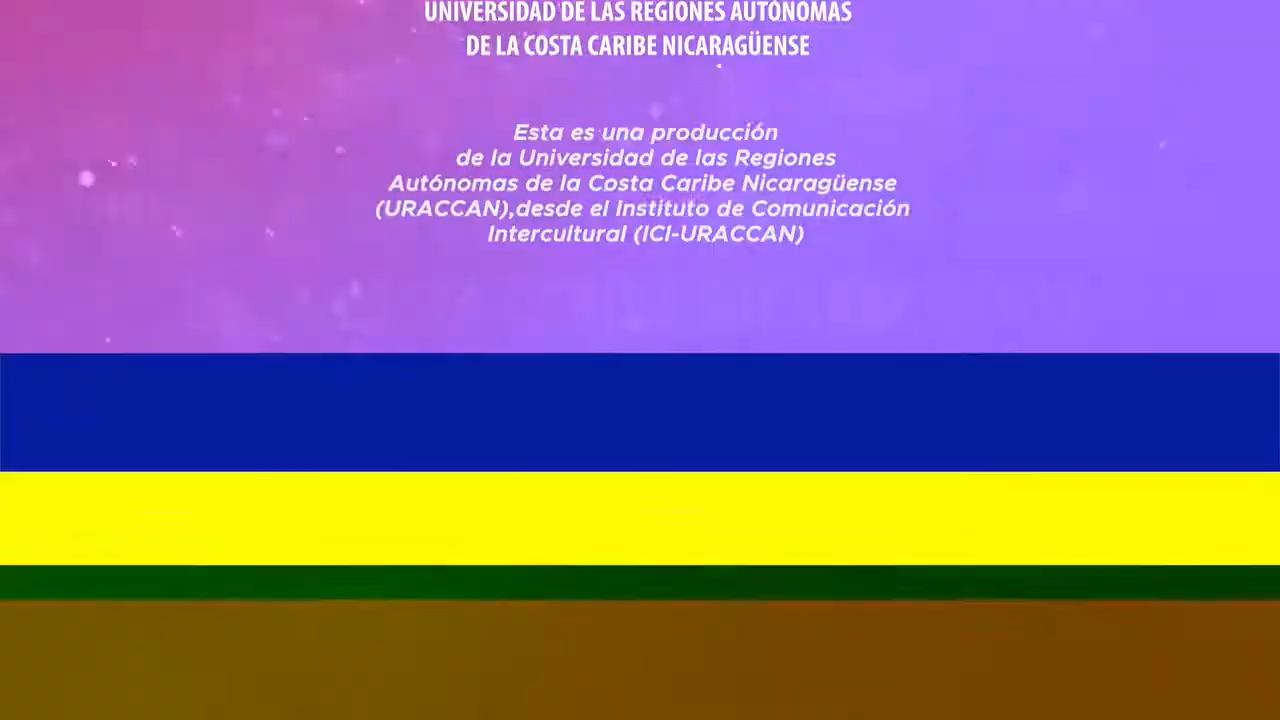 UNIVERSIDAD DE LAS REGIONES AUTÓNOMAS
DE LA COSTA CARIBE NICARAGÜENSE
Esta es una producción
de la Universidad de las Regiones
Autónomas de la Costa Caribe Nicaragüense
(URACCAN),desde el Instituto de Comunicación
Intercultural (ICI-URACCAN)